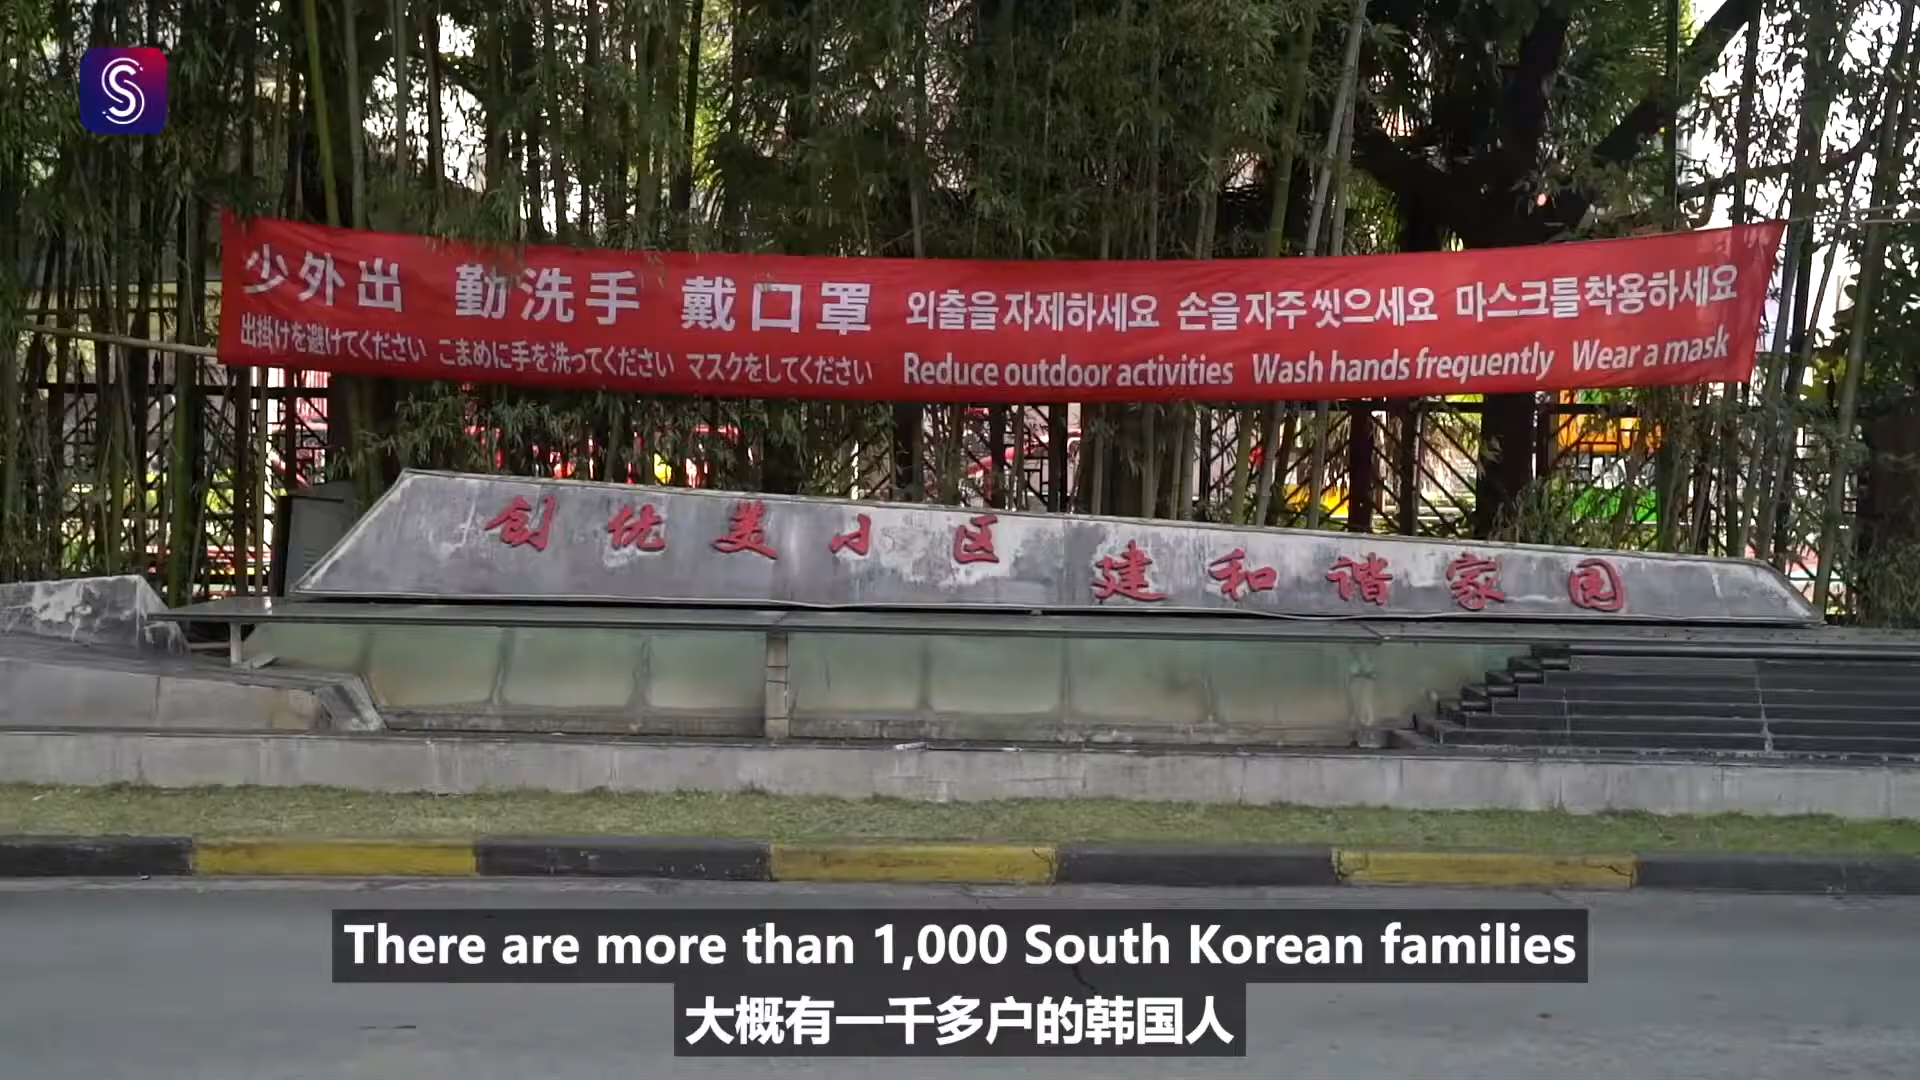 S
少外出 勤洗手 戴口罩 외출을 자제하세요 손을 자주 씻으세요 마스크를 착용하세요
出掛けを避けてください こまめに手を洗ってください マスクをしてください Reduce outdoor activities Wash hands frequently Wear a mask
创优美小区 建和谐家园
There are more than 1,000 South Korean families
大概有一千多户的韩国人